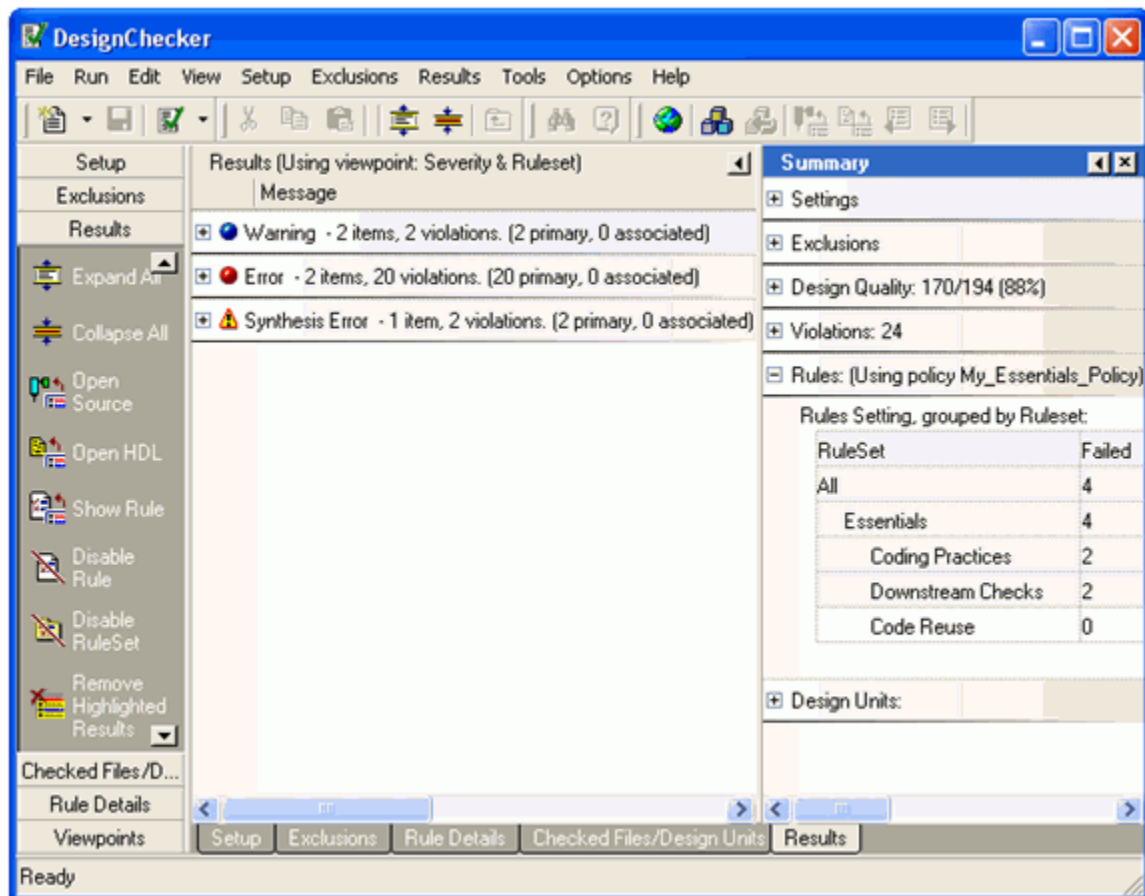 DesignChecker
File Run Edit View Setup Exclusions Results Tools Options Help
Setup
Exclusions
Results
Expand All
Collapse All
Open
Source
Open HDL
Show Rule
Disable
Rule
Disable
RuleSet
Remove
Highlighted
Results
Checked Files/D...
Rule Details
Viewpoints
Results (Using viewpoint: Severity & Ruleset)
Message
Warning - 2 items, 2 violations. (2 primary, 0 associated)
Error - 2 items, 20 violations. (20 primary, 0 associated)
Synthesis Error - 1 item, 2 violations. (2 primary, 0 associated)
Setup Exclusions Rule Details Checked Files/Design Units Results
Summary
Settings
Exclusions
Design Quality: 170/194 (88%)
Violations: 24
Rules: (Using policy My_Essentials_Policy)
Rules Setting, grouped by Ruleset:
RuleSet Failed
All 4
Essentials 4
Coding Practices 2
Downstream Checks 2
Code Reuse 0
Design Units:
Ready